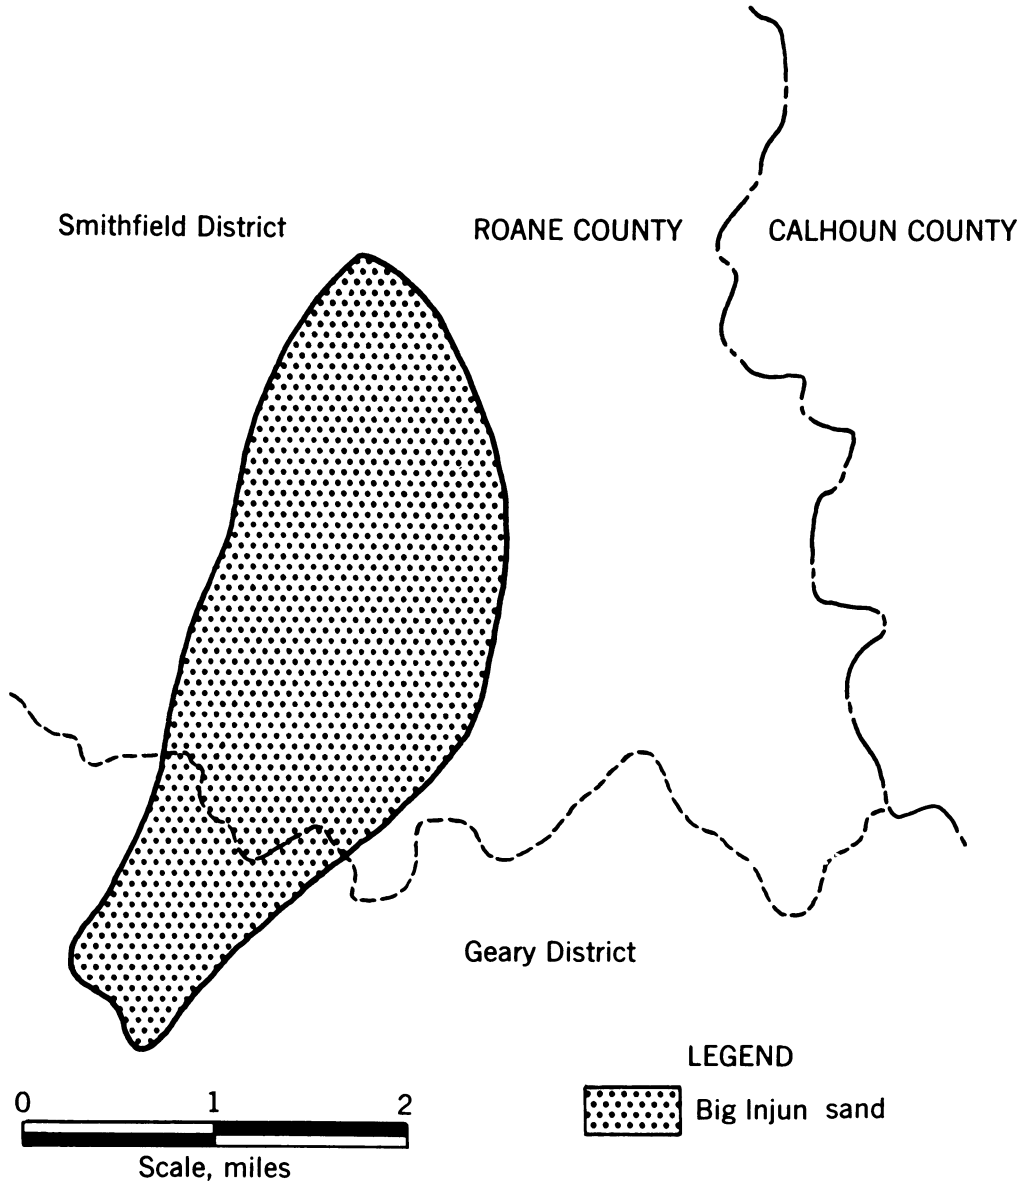 Smithfield District
ROANE COUNTY
CALHOUN COUNTY
Geary District
LEGEND
Big Injun sand
0 1 2
Scale, miles